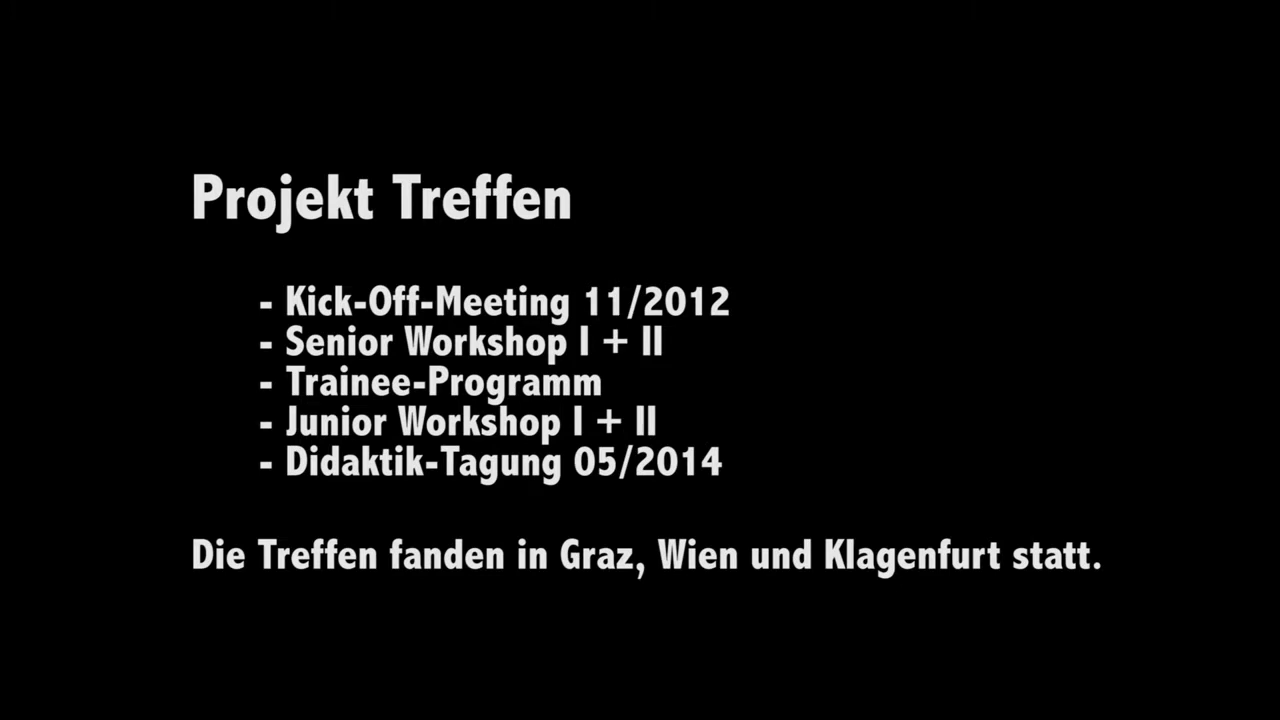 Projekt Treffen
- Kick-Off-Meeting 11/2012
- Senior Workshop I + II
- Trainee-Programm
- Junior Workshop I + II
- Didaktik-Tagung 05/2014
Die Treffen fanden in Graz, Wien und Klagenfurt statt.